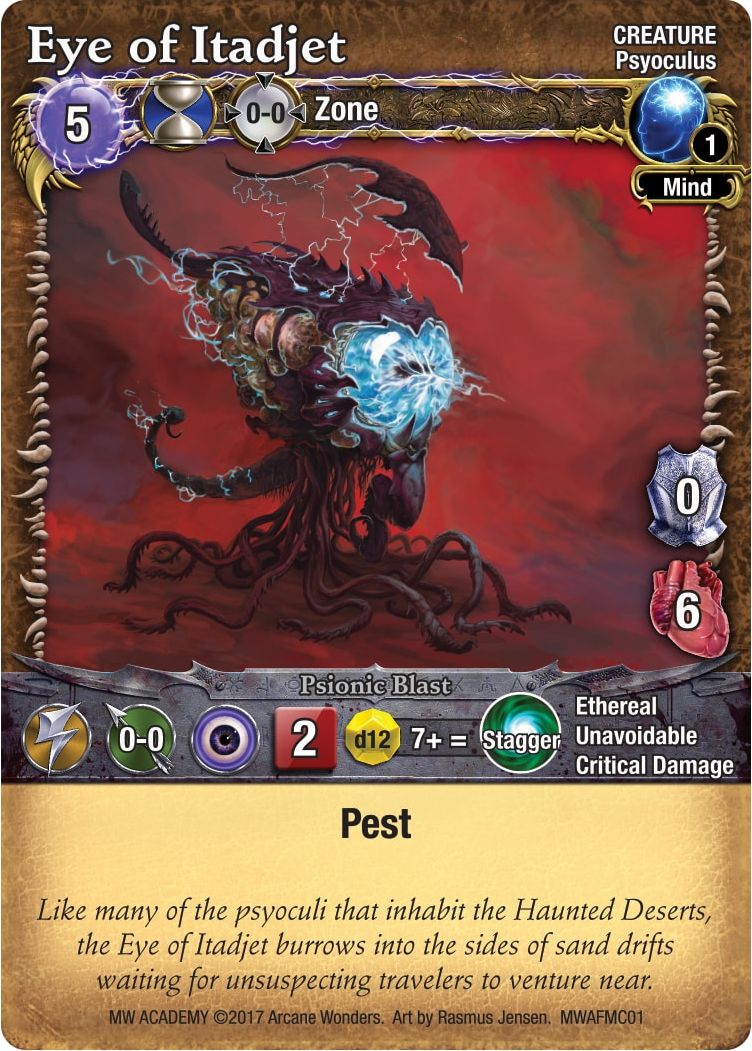 Eye of Itadjet
CREATURE
Psyoculus
5
0-0
Zone
1
Mind
0
6
Psionic Blast
0-0
2
d12
7+ =
Stagger
Ethereal
Unavoidable
Critical Damage
Pest
Like many of the psyoculi that inhabit the Haunted Deserts,
the Eye of Itadjet burrows into the sides of sand drifts
waiting for unsuspecting travelers to venture near.
MW ACADEMY ©2017 Arcane Wonders. Art by Rasmus Jensen. MWAFMC01